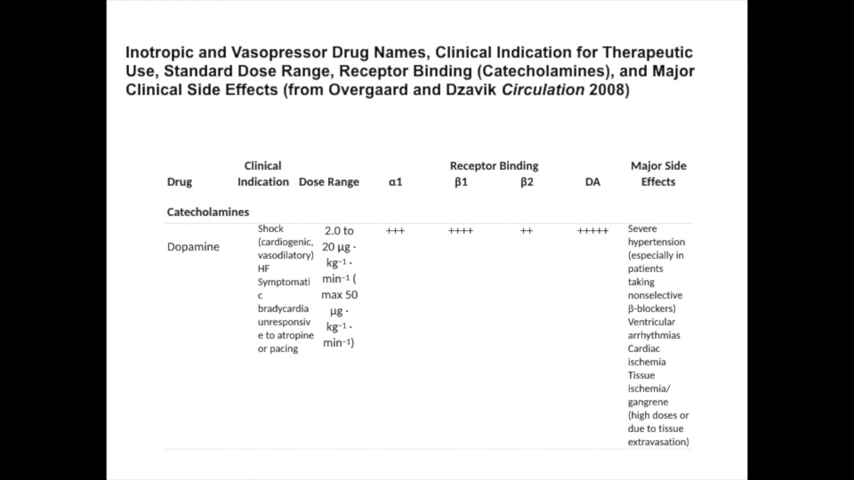 Inotropic and Vasopressor Drug Names, Clinical Indication for Therapeutic
Use, Standard Dose Range, Receptor Binding (Catecholamines), and Major
Clinical Side Effects (from Overgaard and Dzavik Circulation 2008)
Clinical
Receptor Binding
Major Side
Drug
Indication
Dose Range
α1
β1
β2
DA
Effects
Catecholamines
Dopamine
Shock
(cardiogenic,
vasodilatory)
HF
Symptomati
c
bradycardia
unresponsiv
e to atropine
or pacing
2.0 to
20 μg ·
kg⁻¹ ·
min⁻¹ (
max 50
μg ·
kg⁻¹ ·
min⁻¹)
+++
++++
++
+++++
Severe
hypertension
(especially in
patients
taking
nonselective
β-blockers)
Ventricular
arrhythmias
Cardiac
ischemia
Tissue
ischemia/
gangrene
(high doses or
due to tissue
extravasation)